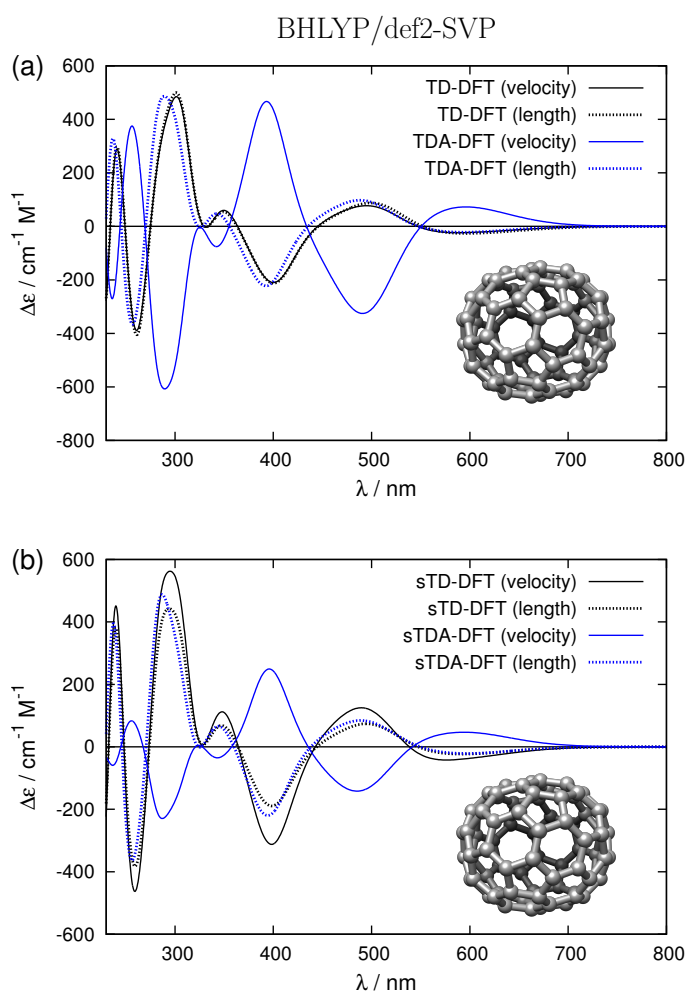 BHLYP/def2-SVP
(a)
600
400
200
0
-200
-400
-600
-800
Δε / cm⁻¹ M⁻¹
TD-DFT (velocity)
TD-DFT (length)
TDA-DFT (velocity)
TDA-DFT (length)
300 400 500 600 700 800
λ / nm
(b)
600
400
200
0
-200
-400
-600
Δε / cm⁻¹ M⁻¹
sTD-DFT (velocity)
sTD-DFT (length)
sTDA-DFT (velocity)
sTDA-DFT (length)
300 400 500 600 700 800
λ / nm